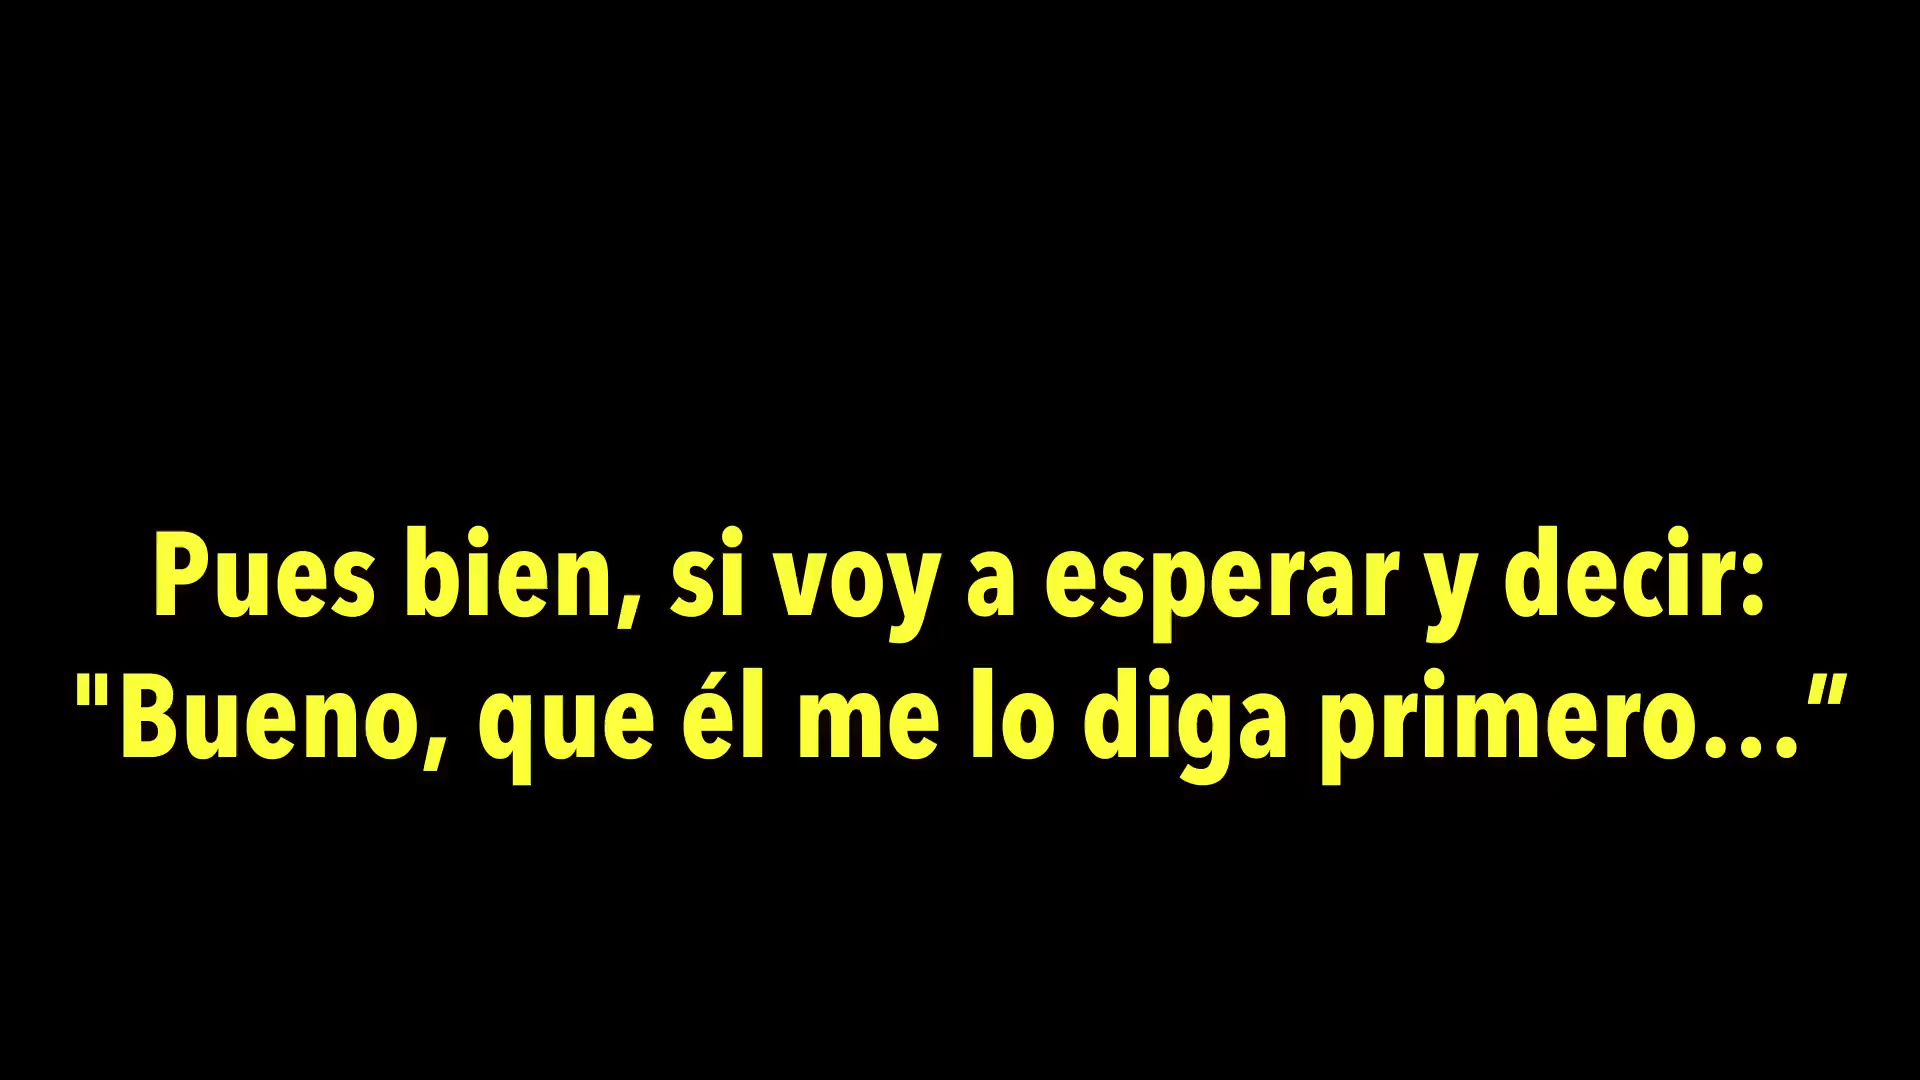 Pues bien, si voy a esperar y decir:
"Bueno, que él me lo diga primero...”